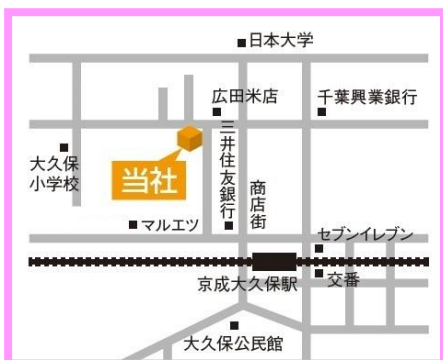 日本大学
広田米店
千葉興業銀行
大久保
小学校
当社
三井住友銀行
商店街
マルエツ
セブンイレブン
京成大久保駅
交番
大久保公民館